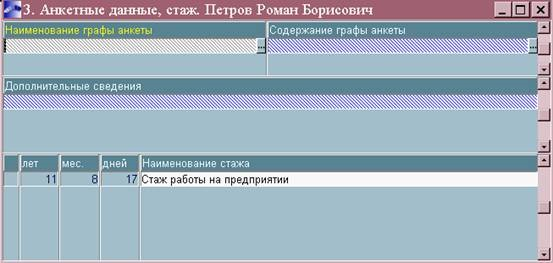 3. Анкетные данные, стаж. Петров Роман Борисович
Наименование графы анкеты Содержание графы анкеты
... ...
Дополнительные сведения
лет мес. дней Наименование стажа
11 8 17 Стаж работы на предприятии